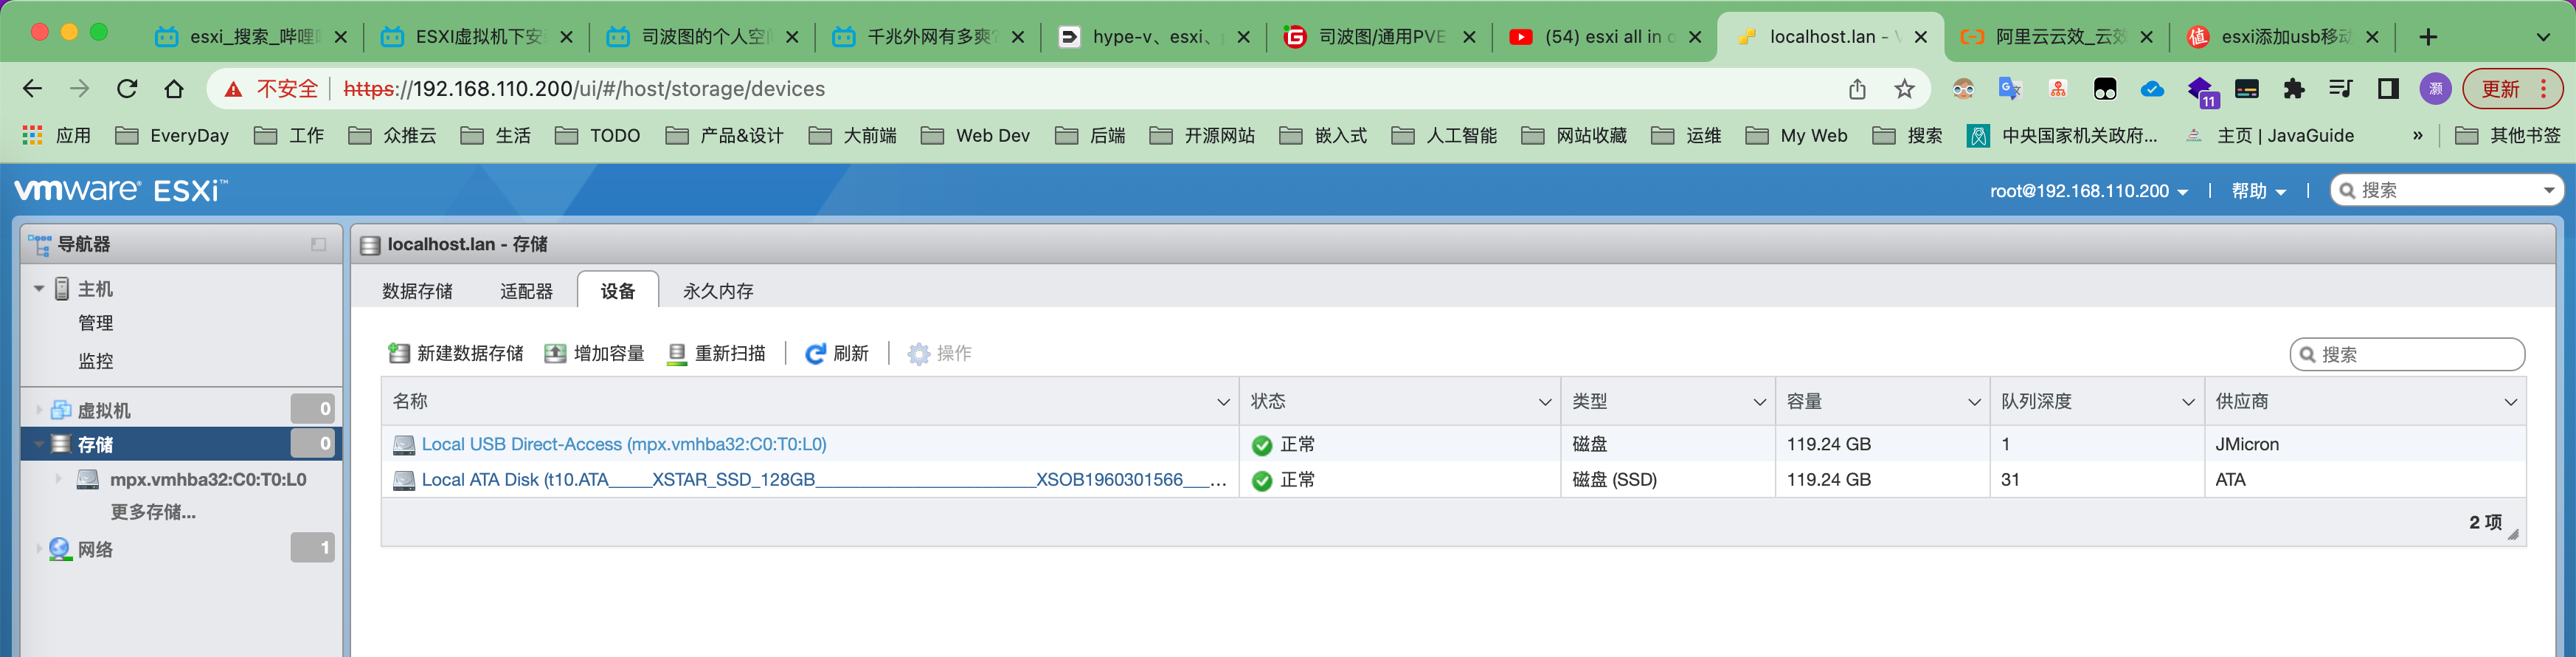 esxi_搜索_哔哩
ESXI虚拟机下安
司波图的个人空
千兆外网有多爽?
hype-v、esxi、
司波图/通用PVE
(54) esxi all in
localhost.lan -
阿里云云效_云效
esxi添加usb移动
不安全
https://192.168.110.200/ui/#/host/storage/devices
11
灏
更新
应用
EveryDay
工作
众推云
生活
TODO
产品&设计
大前端
Web Dev
后端
开源网站
嵌入式
人工智能
网站收藏
运维
My Web
搜索
中央国家机关政府...
主页 | JavaGuide
»
其他书签
vmware® ESXi™
root@192.168.110.200
帮助
搜索
导航器
主机
管理
监控
虚拟机
0
存储
0
mpx.vmhba32:C0:T0:L0
更多存储...
网络
1
localhost.lan - 存储
数据存储
适配器
设备
永久内存
新建数据存储
增加容量
重新扫描
刷新
操作
搜索
名称
状态
类型
容量
队列深度
供应商
Local USB Direct-Access (mpx.vmhba32:C0:T0:L0)
正常
磁盘
119.24 GB
1
JMicron
Local ATA Disk (t10.ATA_____XSTAR_SSD_128GB_________________________XSOB1960301566___...
正常
磁盘 (SSD)
119.24 GB
31
ATA
2 项